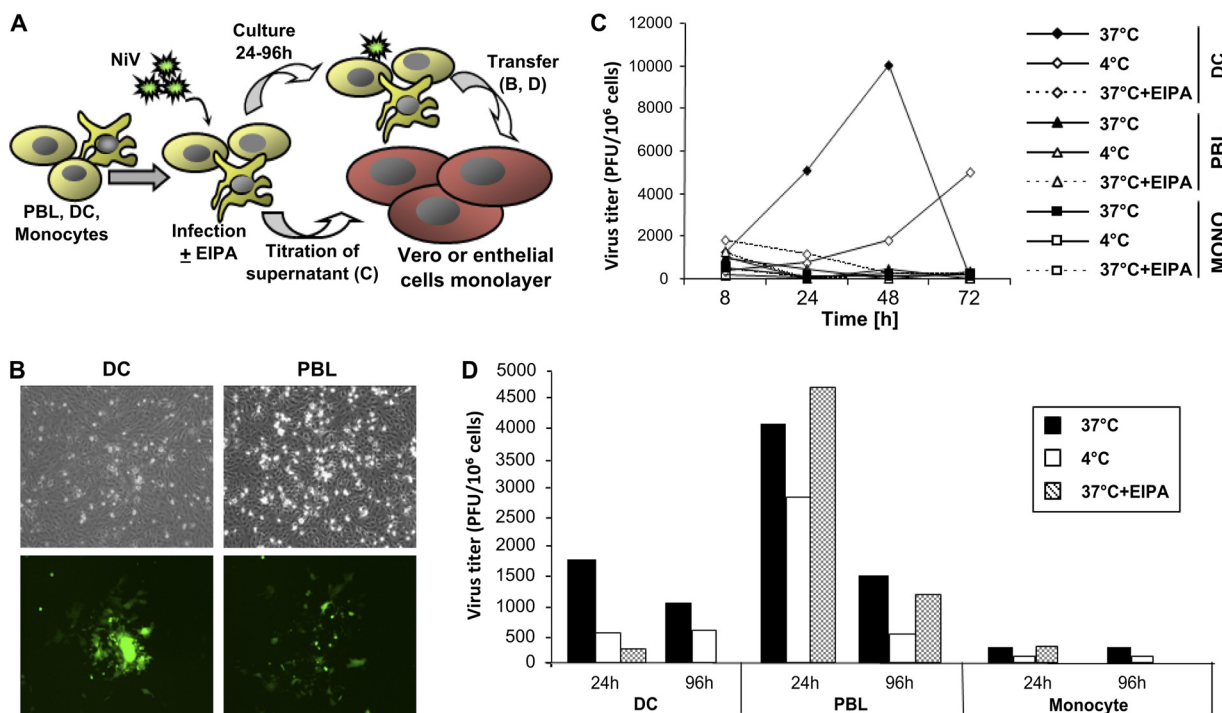 A
NiV
Culture
24-96h
Transfer
(B, D)
PBL, DC,
Monocytes
Infection
± EIPA
Titration of
supernatant (C)
Vero or enthelial
cells monolayer
C
Virus titer (PFU/10⁶ cells)
12000
10000
8000
6000
4000
2000
0
8
24
48
72
Time [h]
37°C
4°C
37°C+EIPA
DC
37°C
4°C
37°C+EIPA
PBL
37°C
4°C
37°C+EIPA
MONO
B
DC
PBL
D
Virus titer (PFU/10⁶ cells)
5000
4500
4000
3500
3000
2500
2000
1500
1000
500
0
37°C
4°C
37°C+EIPA
24h
96h
24h
96h
24h
96h
DC
PBL
Monocyte